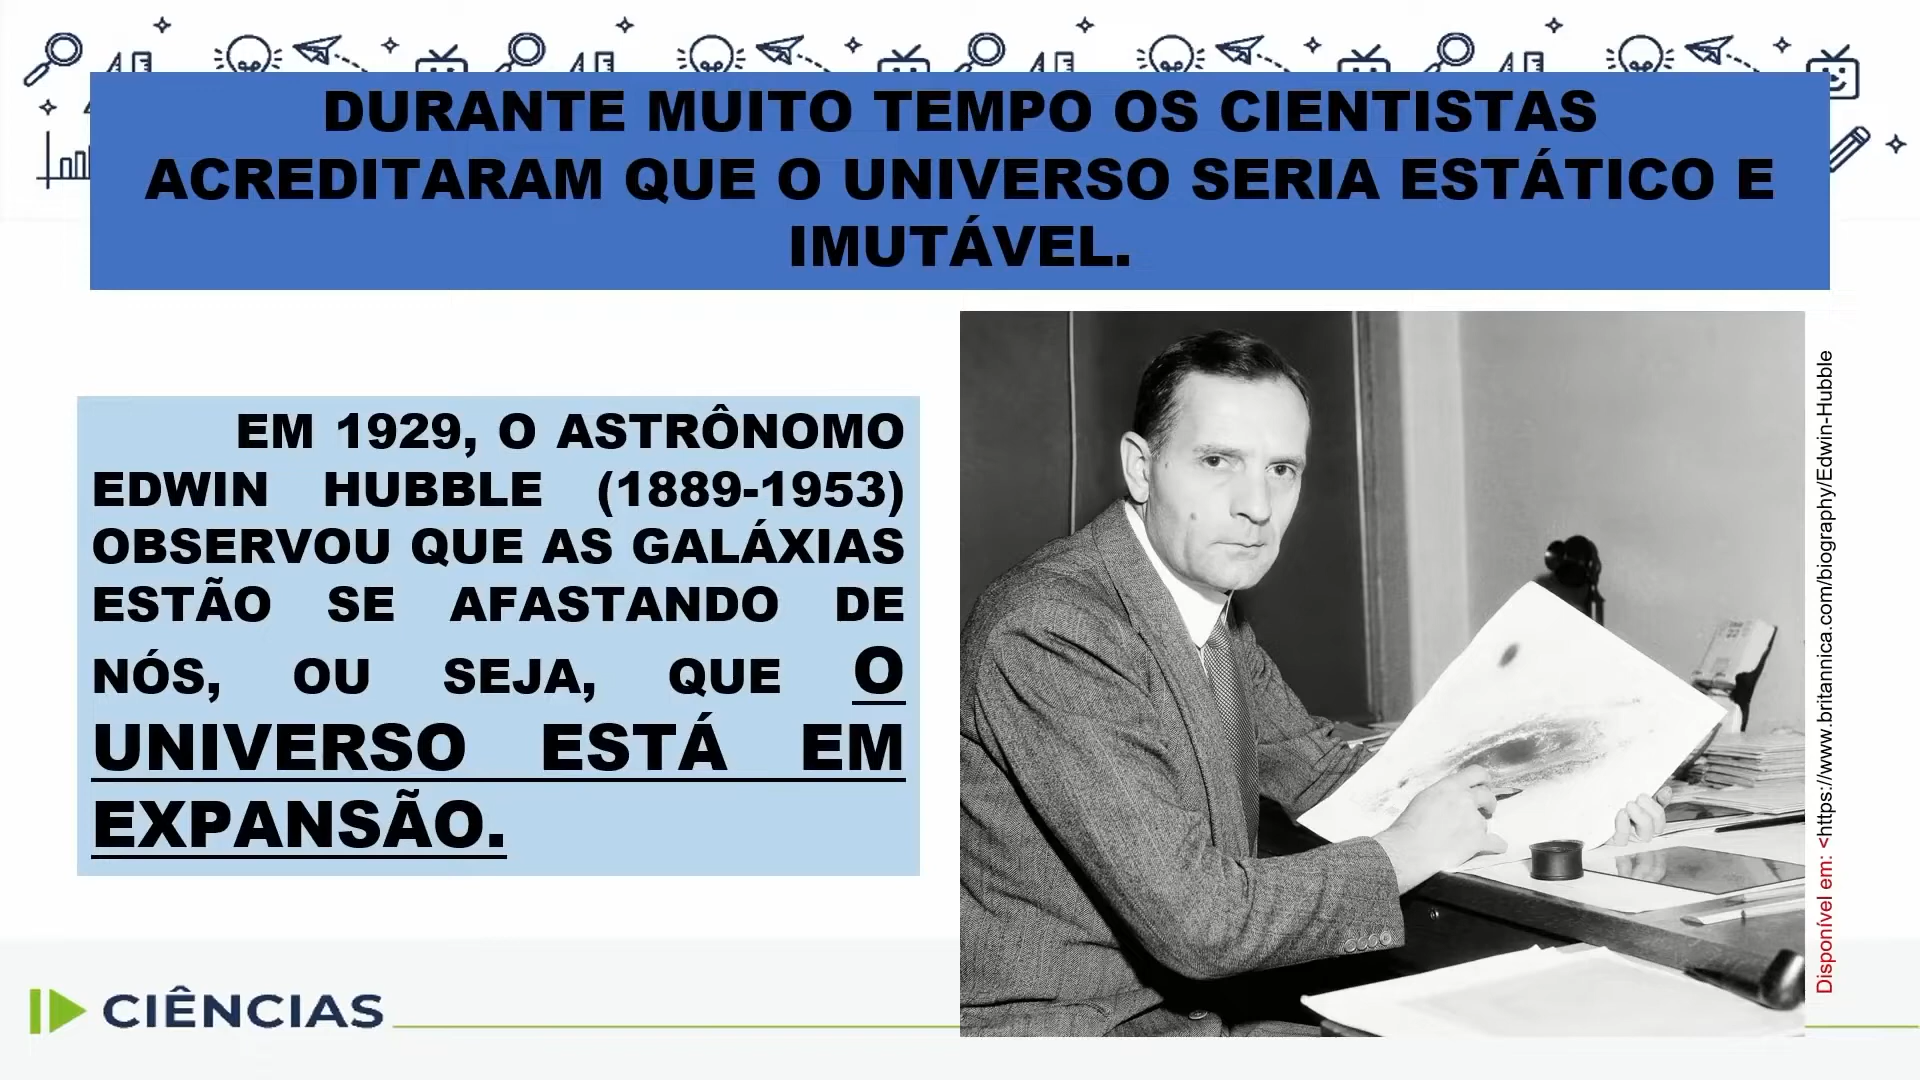 DURANTE MUITO TEMPO OS CIENTISTAS
ACREDITARAM QUE O UNIVERSO SERIA ESTÁTICO E
IMUTÁVEL.
EM 1929, O ASTRÔNOMO
EDWIN HUBBLE (1889-1953)
OBSERVOU QUE AS GALÁXIAS
ESTÃO SE AFASTANDO DE
NÓS, OU SEJA, QUE O
UNIVERSO ESTÁ EM
EXPANSÃO.
Disponível em: <https://www.britannica.com/biography/Edwin-Hubble
CIÊNCIAS